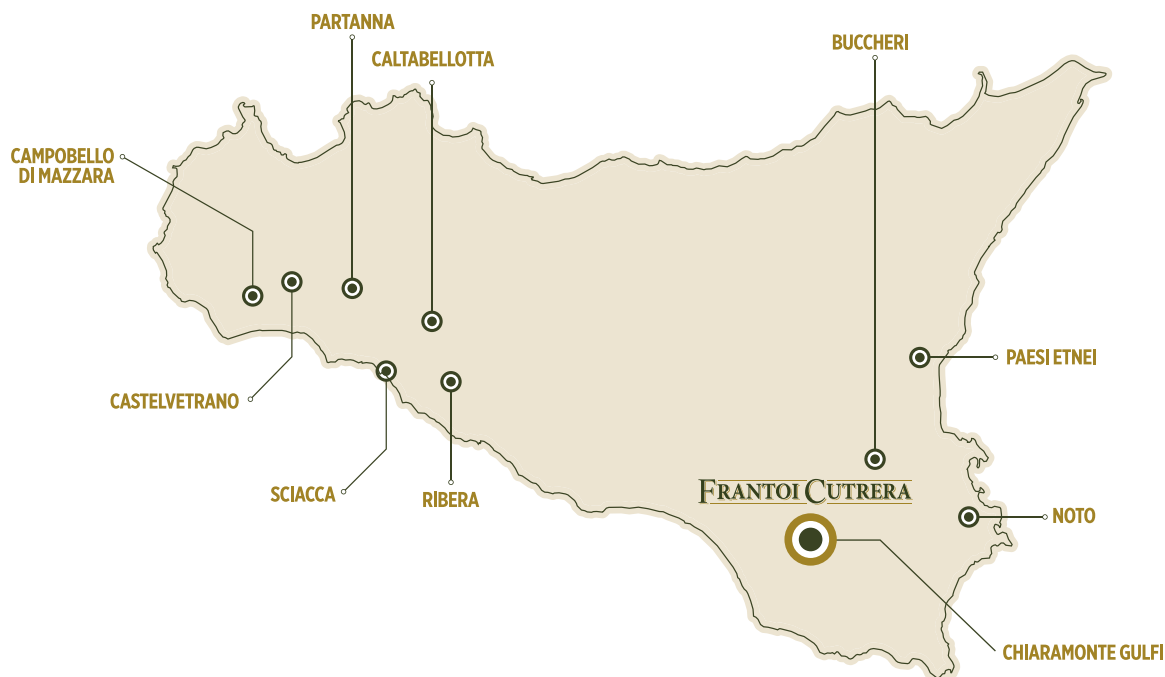 PARTANNA
BUCCHERI
CALTABELLOTTA
CAMPOBELLO
DI MAZZARA
PAESI ETNEI
CASTELVETRANO
SCIACCA
RIBERA
FRANTOI CUTRERA
NOTO
CHIARAMONTE GULFI